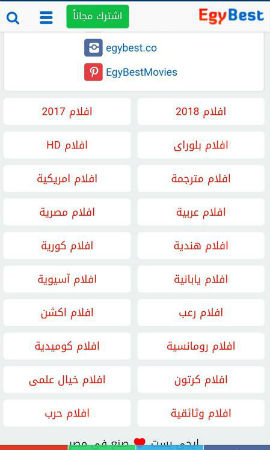 اشترك مجاناً EgyBest
egybest.co
EgyBestMovies
افلام 2018 افلام 2017
افلام بلوراى افلام HD
افلام مترجمة افلام امريكية
افلام عربية افلام مصرية
افلام هندية افلام كورية
افلام يابانية افلام آسيوية
افلام رعب افلام اكشن
افلام رومانسية افلام كوميدية
افلام كرتون افلام خيال علمى
افلام وثائقية افلام حرب
ايجي بست صنع في مصر